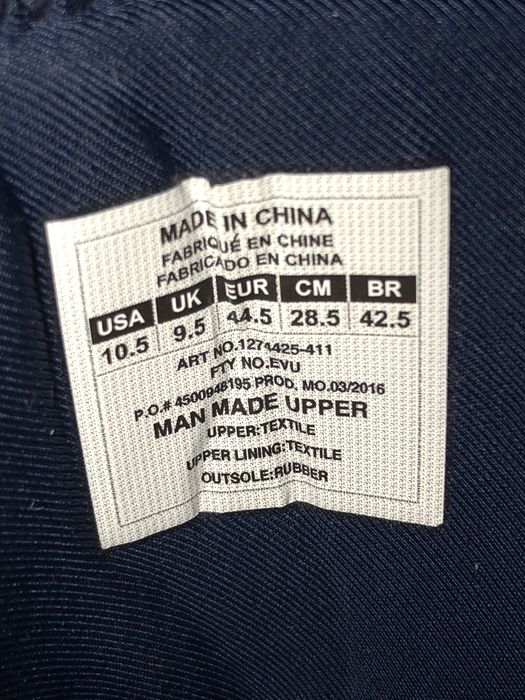 MADE IN CHINA
FABRIQUÉ EN CHINE
FABRICADO EN CHINA
USA UK EUR CM BR
10.5 9.5 44.5 28.5 42.5
ART NO.1274425-411
FTY NO.EVU
P.O.# 4500946195 PROD. MO.03/2016
MAN MADE UPPER
UPPER:TEXTILE
UPPER LINING:TEXTILE
OUTSOLE:RUBBER